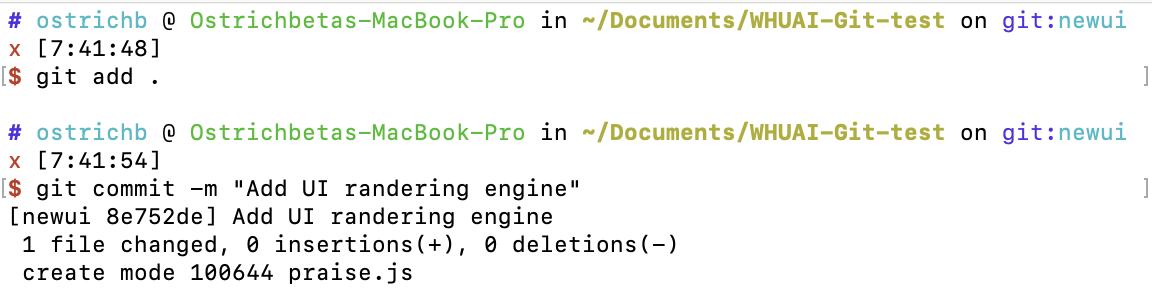 # ostrichb @ Ostrichbetas-MacBook-Pro in ~/Documents/WHUAI-Git-test on git:newui
x [7:41:48]
[$ git add . ]
# ostrichb @ Ostrichbetas-MacBook-Pro in ~/Documents/WHUAI-Git-test on git:newui
x [7:41:54]
[$ git commit -m "Add UI randering engine" ]
[newui 8e752de] Add UI randering engine
1 file changed, 0 insertions(+), 0 deletions(-)
create mode 100644 praise.js